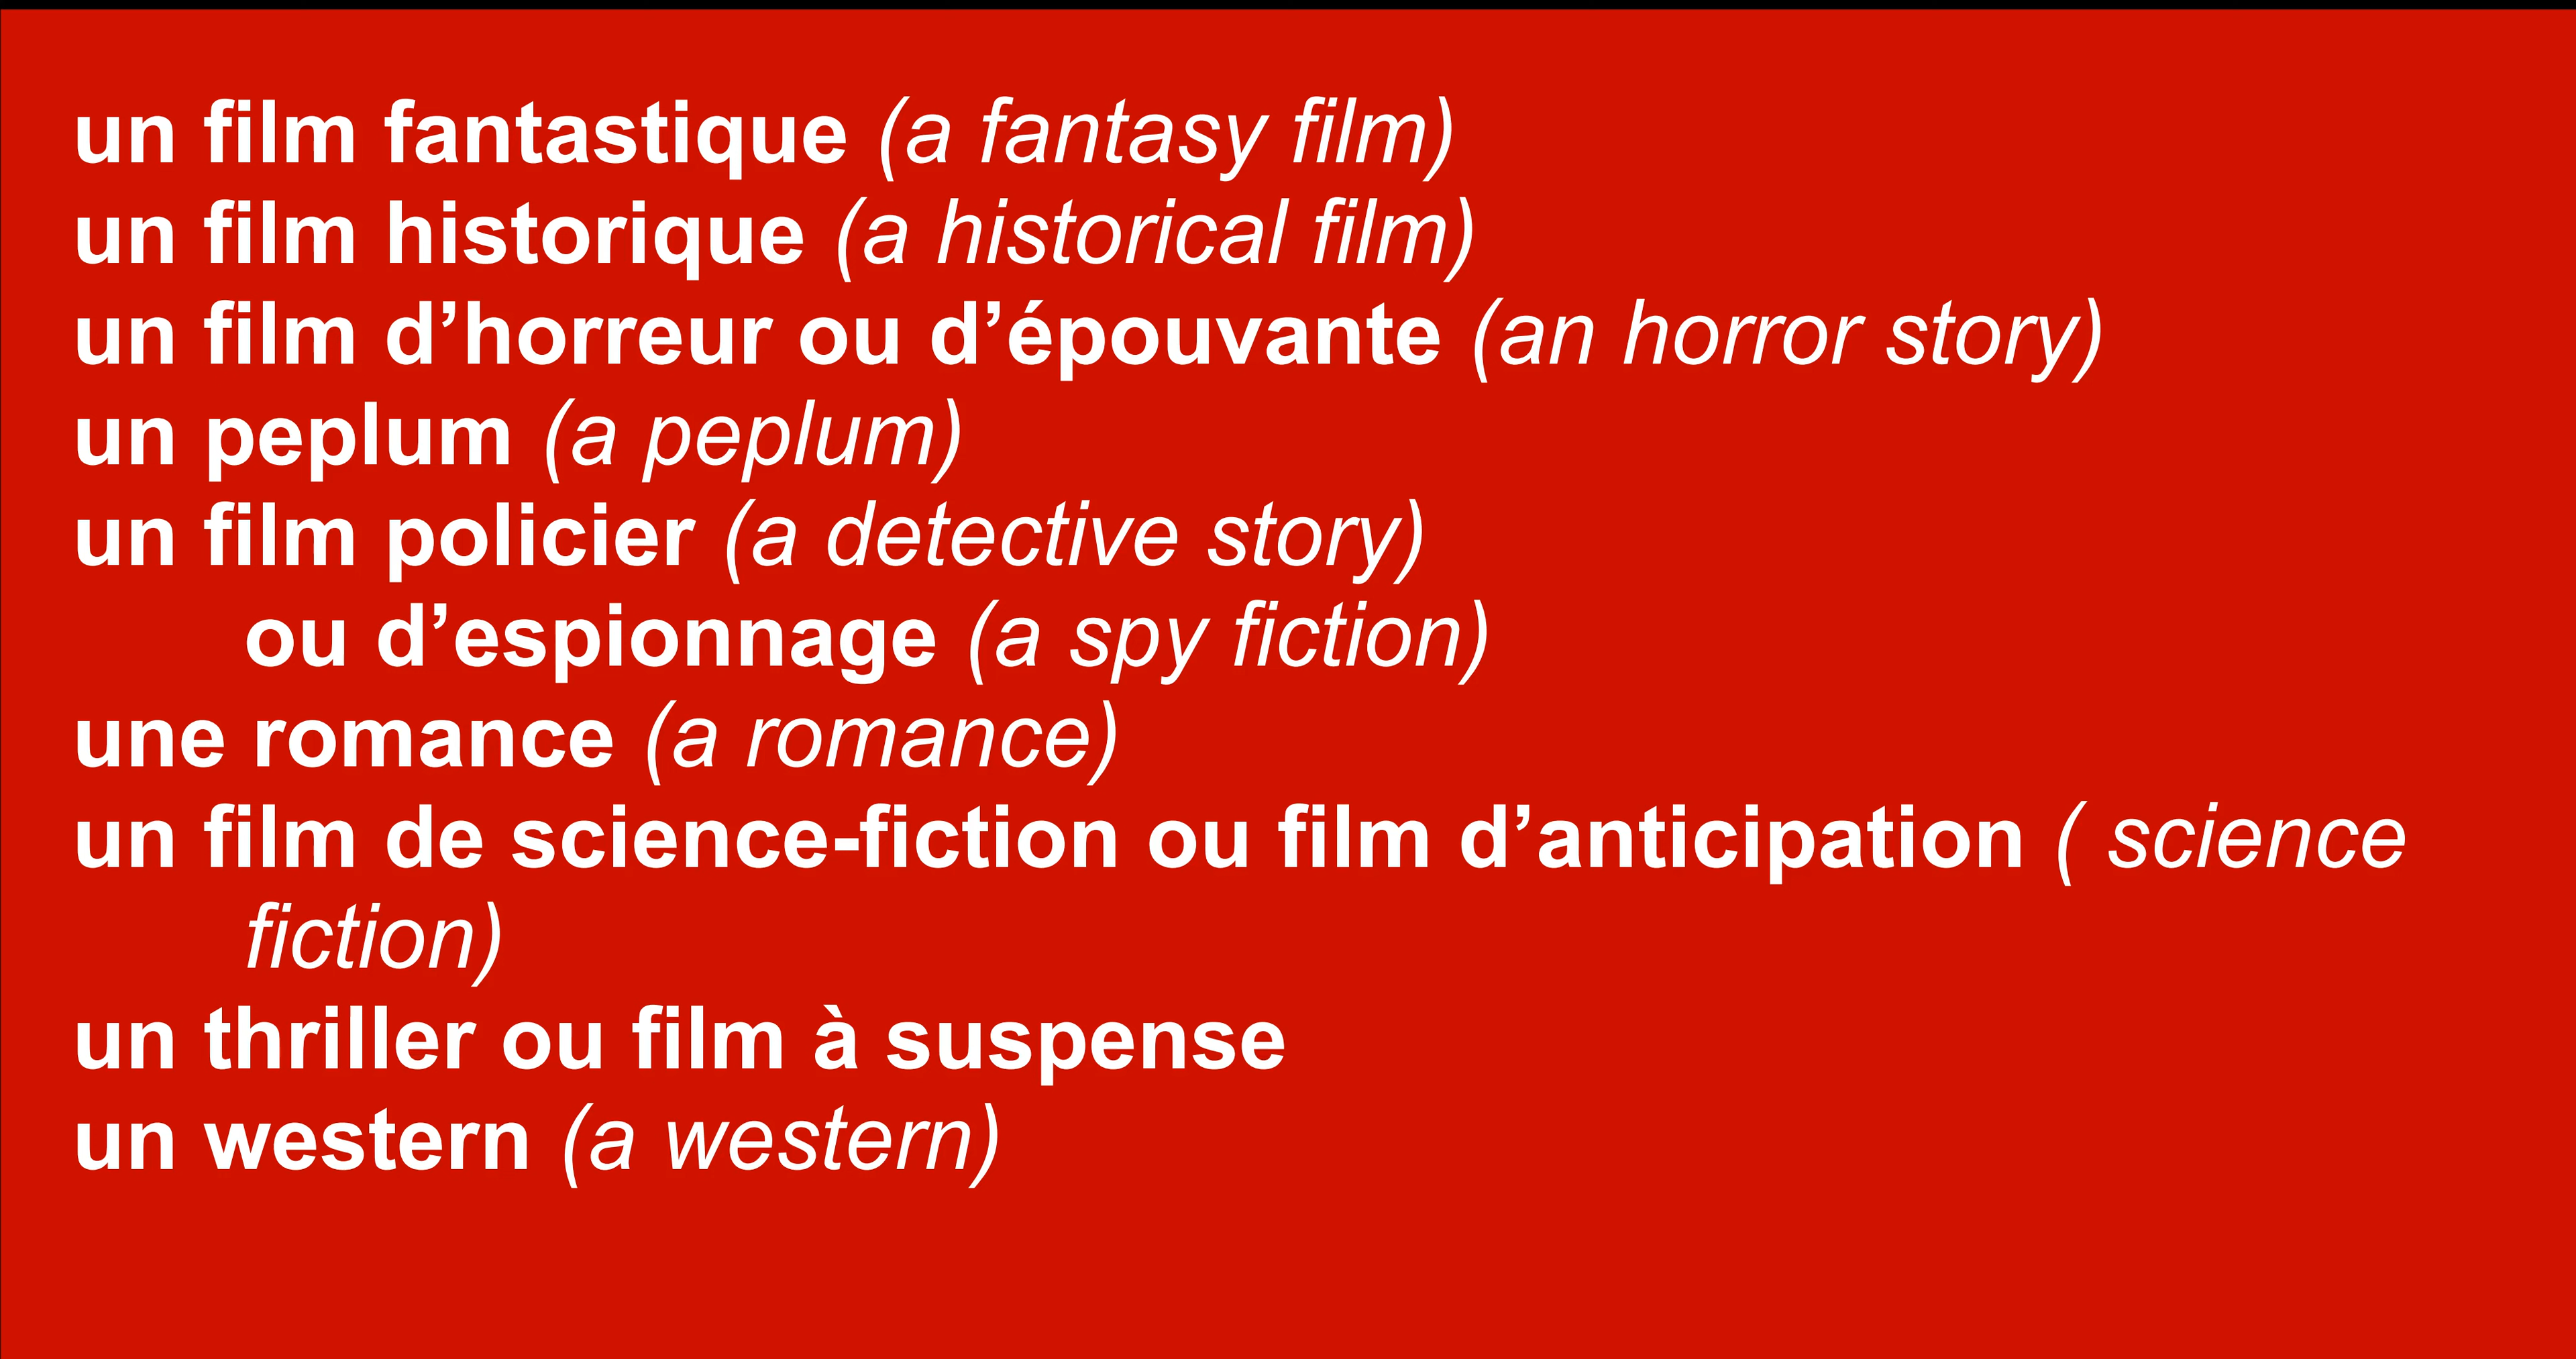 un film fantastique (a fantasy film)
un film historique (a historical film)
un film d’horreur ou d’épouvante (an horror story)
un peplum (a peplum)
un film policier (a detective story)
ou d’espionnage (a spy fiction)
une romance (a romance)
un film de science-fiction ou film d’anticipation ( science
fiction)
un thriller ou film à suspense
un western (a western)